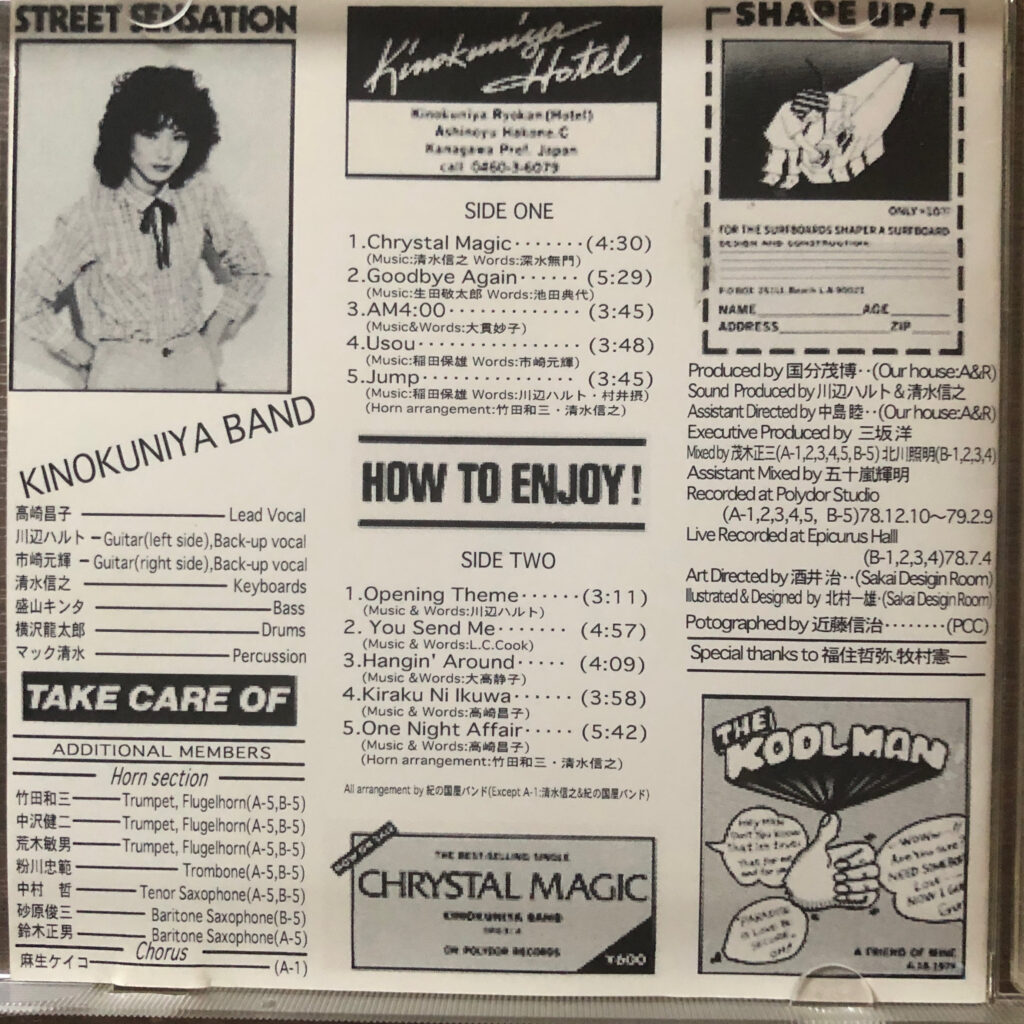 STREET SENSATION
KINOKUNIYA BAND
高崎昌子 Lead Vocal
川辺ハルト Guitar(left side),Back-up vocal
市崎元輝 Guitar(right side),Back-up vocal
清水信之 Keyboards
盛山キンタ Bass
横沢龍太郎 Drums
マック清水 Percussion
TAKE CARE OF
ADDITIONAL MEMBERS
Horn section
竹田和三 Trumpet, Flugelhorn(A-5,B-5)
中沢健二 Trumpet, Flugelhorn(A-5,B-5)
荒木敏男 Trumpet, Flugelhorn(A-5,B-5)
粉川忠範 Trombone(A-5,B-5)
中村 哲 Tenor Saxophone(A-5,B-5)
砂原俊三 Baritone Saxophone(B-5)
鈴木正男 Baritone Saxophone(A-5)
Chorus
麻生ケイコ (A-1)
Kinokuniya
Hotel
Kinokuniya Ryokan(Hotel)
Ashinoyu Hakone.C
Kanagawa Pref. Japan
call 0460-3-6079
SIDE ONE
1.Chrystal Magic·······(4:30)
(Music:清水信之 Words:深水無門)
2.Goodbye Again······(5:29)
(Music:生田敬太郎 Words:池田典代)
3.AM4:00············(3:45)
(Music&Words:大貫妙子)
4.Usou···············(3:48)
(Music:稲田保雄 Words:市崎元輝)
5.Jump··············(3:45)
(Music:稲田保雄 Words:川辺ハルト・村井摂)
(Horn arrangement:竹田和三・清水信之)
HOW TO ENJOY!
SIDE TWO
1.Opening Theme······(3:11)
(Music & Words:川辺ハルト)
2. You Send Me·······(4:57)
(Music & Words:L.C.Cook)
3.Hangin' Around·····(4:09)
(Music & Words:大高静子)
4.Kiraku Ni Ikuwa·····(3:58)
(Music & Words:高崎昌子)
5.One Night Affair·····(5:42)
(Music & Words:高崎昌子)
(Horn arrangement:竹田和三・清水信之)
All arrangement by 紀の国屋バンド(Except A-1:清水信之&紀の国屋バンド)
NOW ON SALE
THE BEST-SELLING SINGLE
CHRYSTAL MAGIC
KINOKUNIYA BAND
ON POLYDOR RECORDS
¥600
SHAPE UP!
FOR THE SURFBOARDS SHAPER A SURFBOARD
DESIGN AND CONSTRUCTION
NAME AGE
ADDRESS ZIP
Produced by 国分茂博··(Our house:A&R)
Sound Produced by 川辺ハルト＆清水信之
Assistant Directed by 中島 睦··(Our house:A&R)
Executive Produced by 三坂 洋
Mixed by 茂木正三(A-1,2,3,4,5, B-5) 北川照明(B-1,2,3,4)
Assistant Mixed by 五十嵐輝明
Recorded at Polydor Studio
(A-1,2,3,4,5, B-5)78.12.10～79.2.9
Live Recorded at Epicurus Halll
(B-1,2,3,4)78.7.4
Art Directed by 酒井 治··(Sakai Desigin Room)
Illustrated & Designed by 北村一雄·(Sakai Desigin Room)
Potographed by 近藤信治········(PCC)
Special thanks to 福住哲弥.牧村憲一
THE
KOOL MAN
A FRIEND OF MINE